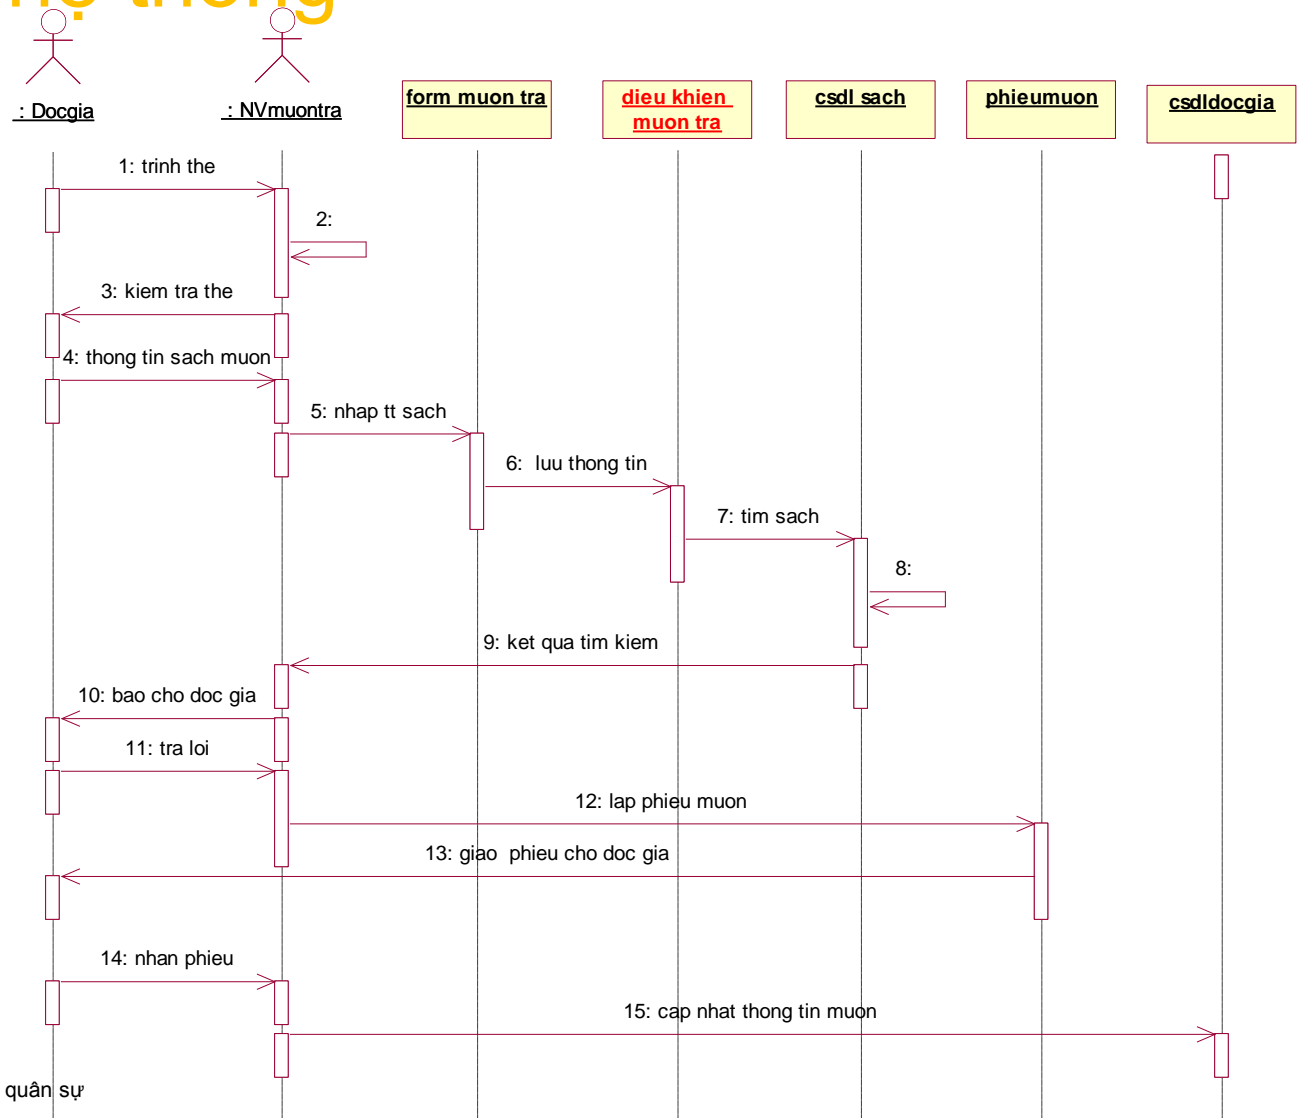 hệ thống
: Docgia
: NVmuontra
form muon tra
dieu khien
muon tra
csdl sach
phieumuon
csdldocgia
1: trinh the
2:
3: kiem tra the
4: thong tin sach muon
5: nhap tt sach
6:  luu thong tin
7: tim sach
8:
9: ket qua tim kiem
10: bao cho doc gia
11: tra loi
12: lap phieu muon
13: giao  phieu cho doc gia
14: nhan phieu
15: cap nhat thong tin muon
quân sự